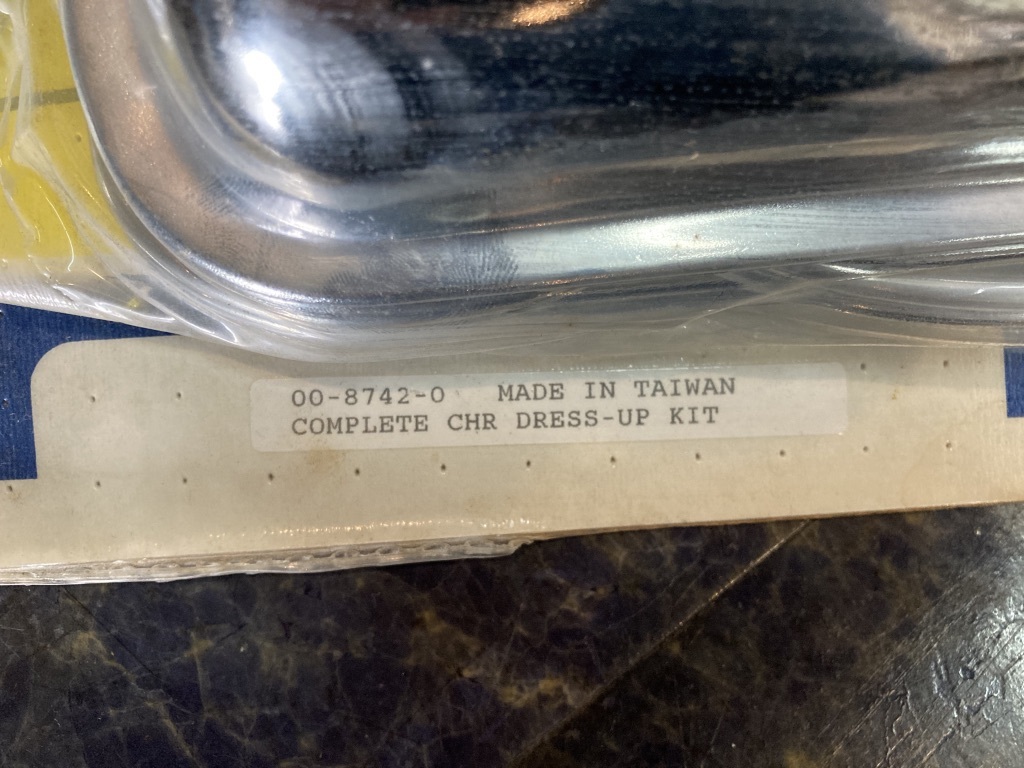 00-8742-0 MADE IN TAIWAN
COMPLETE CHR DRESS-UP KIT